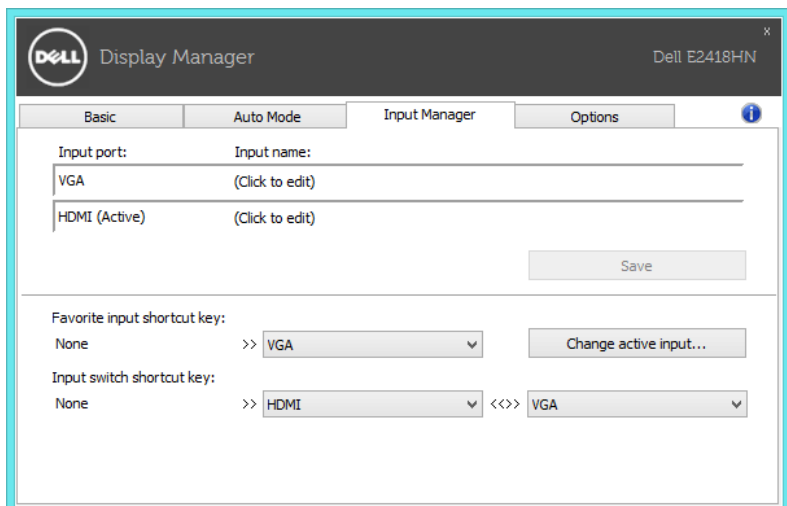 x
DELL Display Manager Dell E2418HN
Basic Auto Mode Input Manager Options i
Input port: Input name:
VGA (Click to edit)
HDMI (Active) (Click to edit)
Save
Favorite input shortcut key:
None >> VGA Change active input...
Input switch shortcut key:
None >> HDMI <<>> VGA